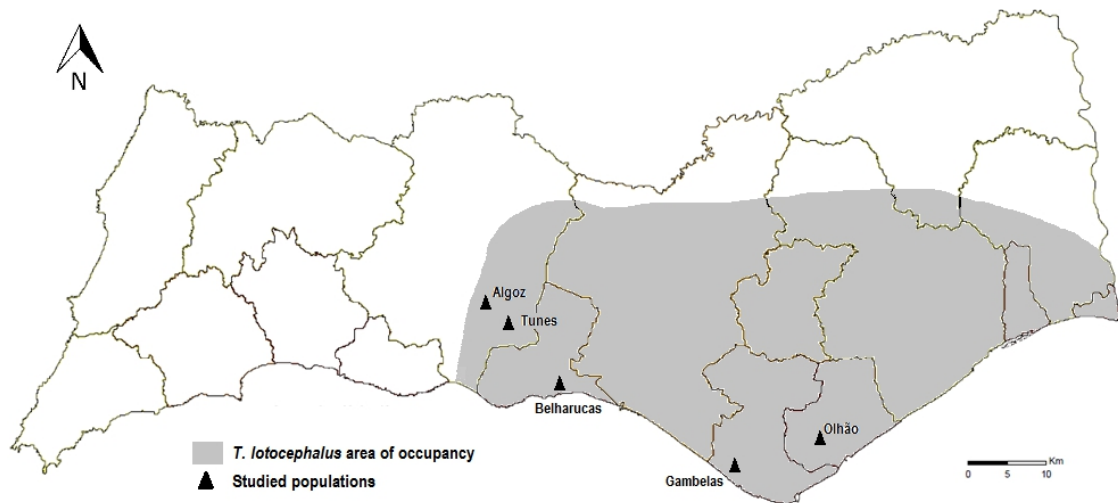 N
Algoz
Tunes
Belharucas
Olhão
Gambelas
T. lotocephalus area of occupancy
Studied populations
Km
0 5 10